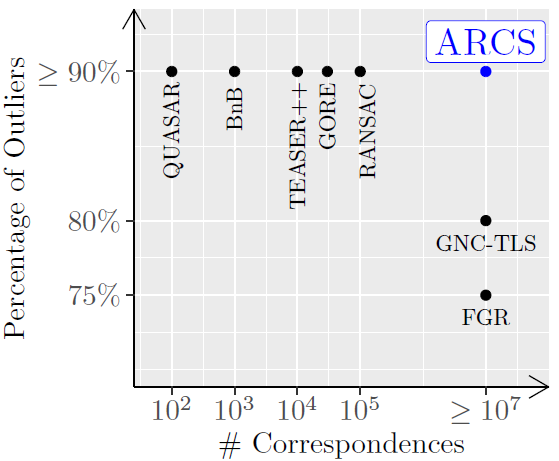 ARCS
≥ 90%
QUASAR
BnB
TEASER++
GORE
RANSAC
80%
GNC-TLS
75%
FGR
Percentage of Outliers
10^2 10^3 10^4 10^5 ≥ 10^7
# Correspondences